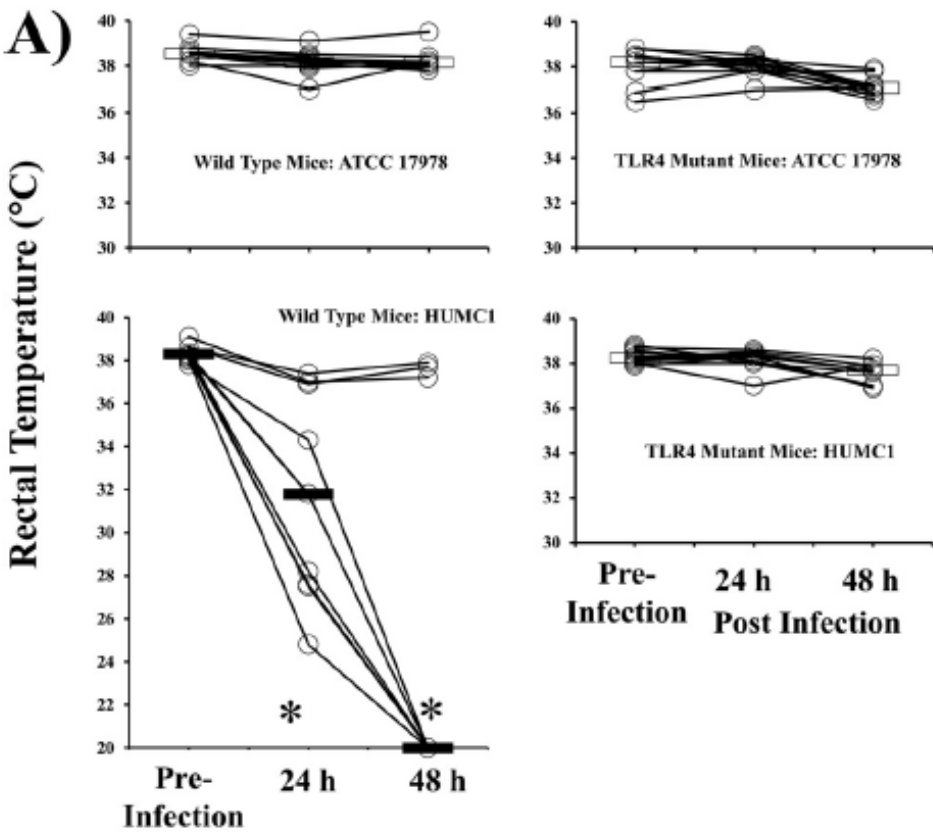 A)
Rectal Temperature (°C)
40
38
36
34
32
30
Wild Type Mice: ATCC 17978
40
38
36
34
32
30
TLR4 Mutant Mice: ATCC 17978
40
38
36
34
32
30
28
26
24
22
20
Wild Type Mice: HUMC1
*
*
Pre-
Infection
24 h
48 h
40
38
36
34
32
30
TLR4 Mutant Mice: HUMC1
Pre-
Infection
24 h
48 h
Post Infection